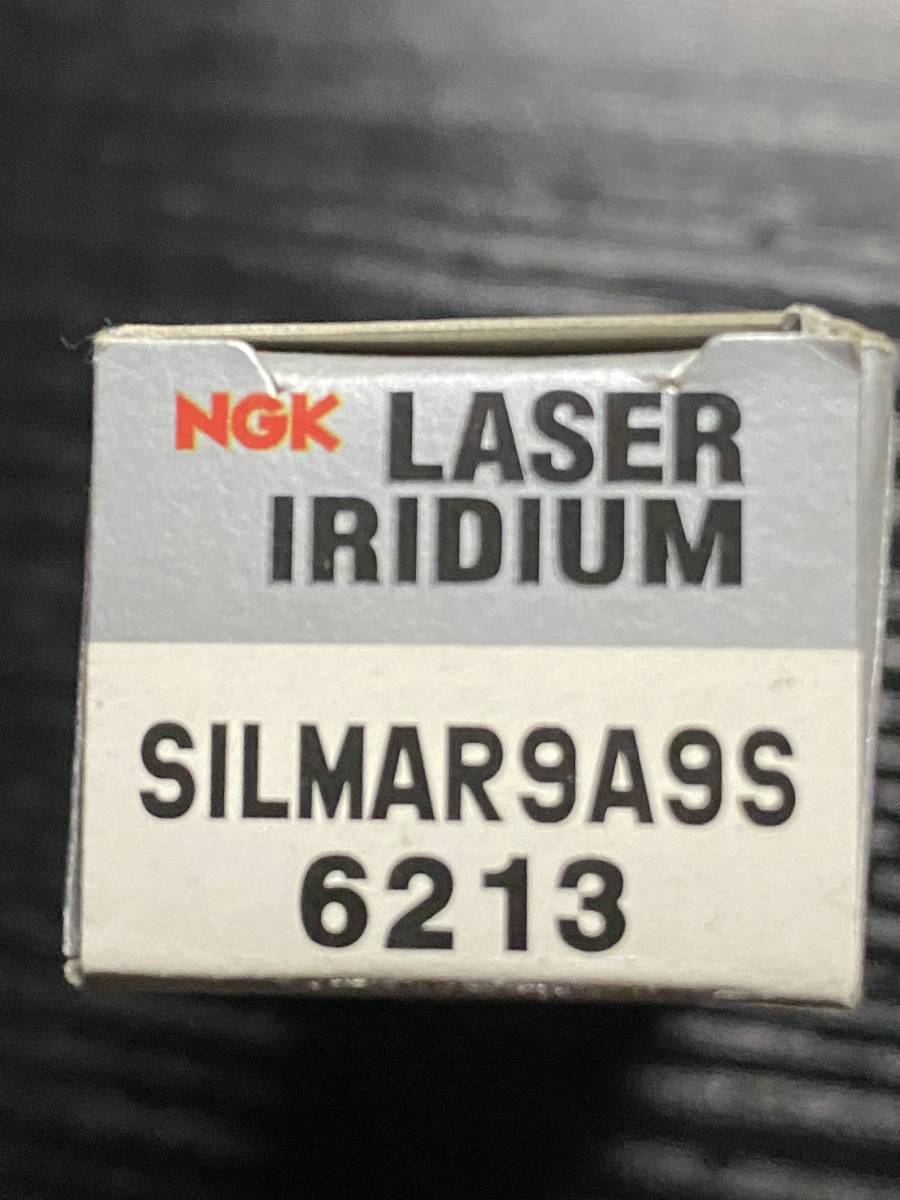 NGK LASER
IRIDIUM
SILMAR9A9S
6213